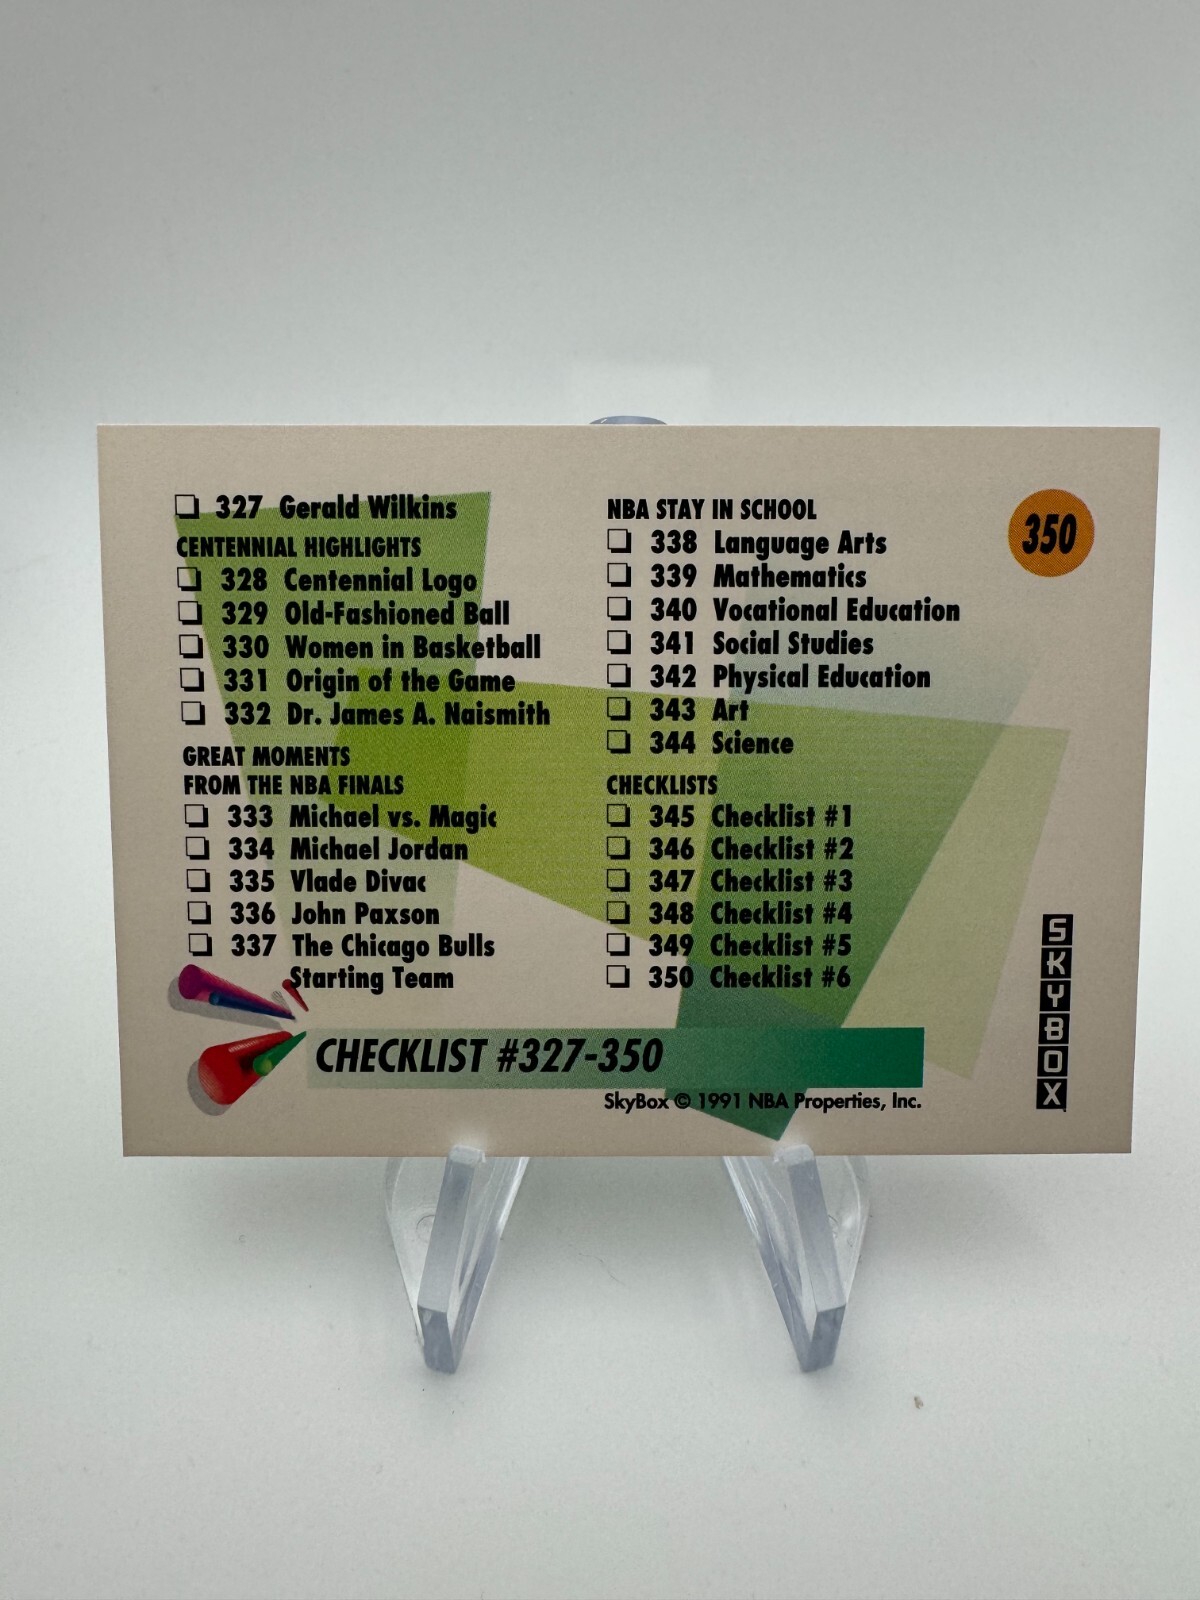 327 Gerald Wilkins
CENTENNIAL HIGHLIGHTS
328 Centennial Logo
329 Old-Fashioned Ball
330 Women in Basketball
331 Origin of the Game
332 Dr. James A. Naismith
GREAT MOMENTS
FROM THE NBA FINALS
333 Michael vs. Magic
334 Michael Jordan
335 Vlade Divac
336 John Paxson
337 The Chicago Bulls
Starting Team
NBA STAY IN SCHOOL
338 Language Arts
339 Mathematics
340 Vocational Education
341 Social Studies
342 Physical Education
343 Art
344 Science
CHECKLISTS
345 Checklist #1
346 Checklist #2
347 Checklist #3
348 Checklist #4
349 Checklist #5
350 Checklist #6
350
SKYBOX
CHECKLIST #327-350
SkyBox © 1991 NBA Properties, Inc.